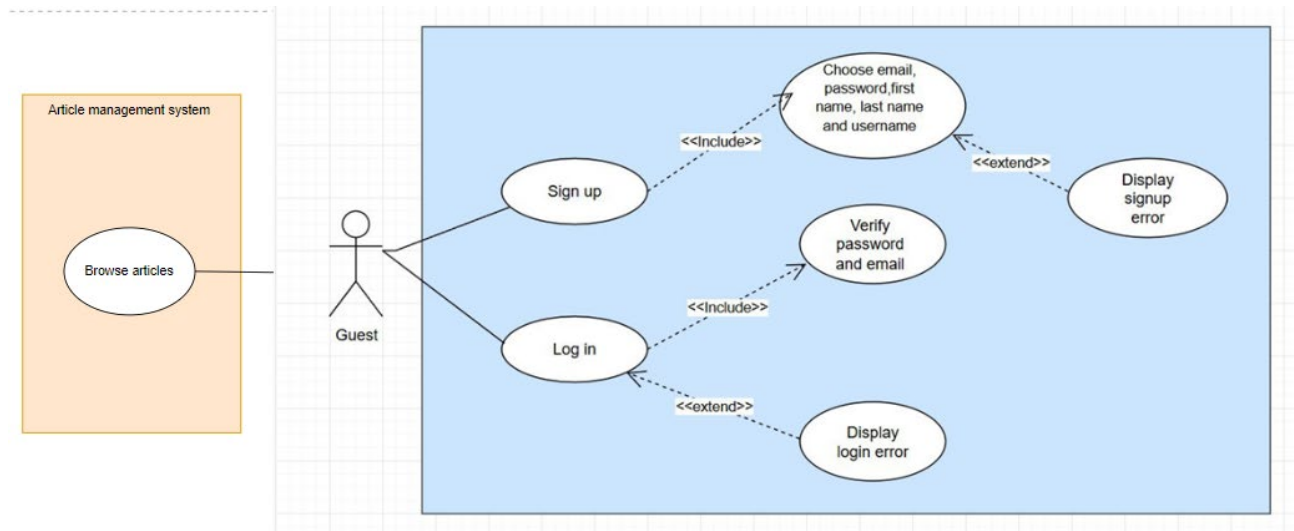 Article management system
Browse articles
Guest
Sign up
Log in
<<Include>>
Choose email,
password,first
name, last name
and username
<<extend>>
Display
signup
error
Verify
password
and email
<<Include>>
<<extend>>
Display
login error